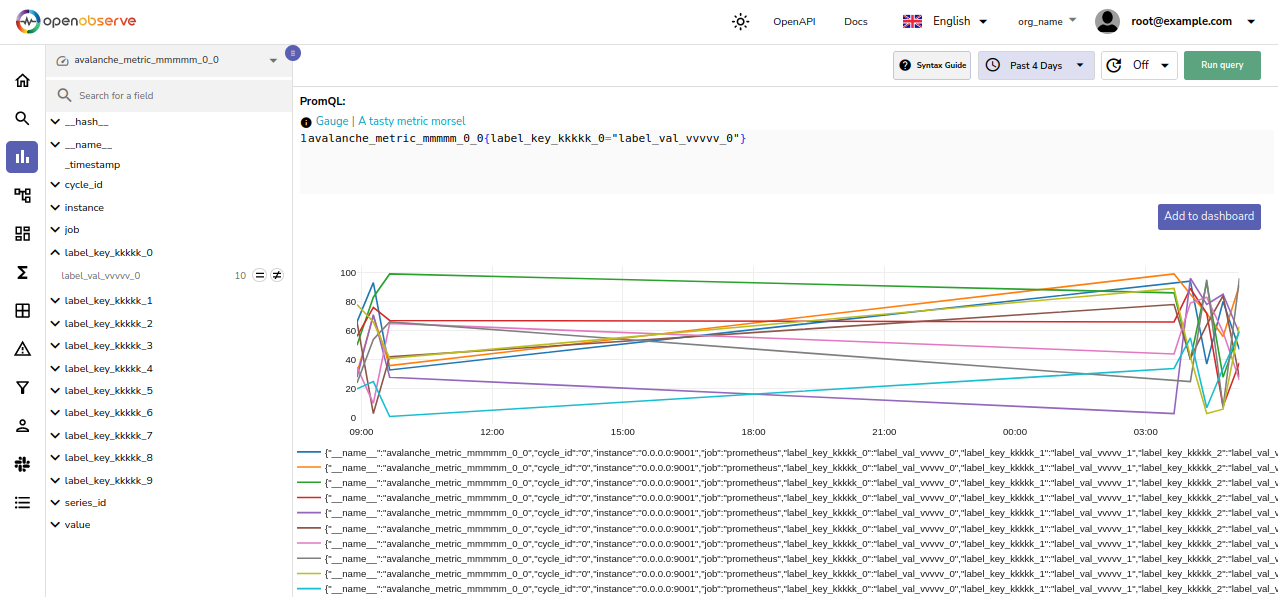 openobserve
OpenAPI
Docs
English
org_name
root@example.com
avalanche_metric_mmmmm_0_0
Search for a field
__hash__
__name__
_timestamp
cycle_id
instance
job
label_key_kkkkk_0
label_val_vvvvv_0 10 = ≠
label_key_kkkkk_1
label_key_kkkkk_2
label_key_kkkkk_3
label_key_kkkkk_4
label_key_kkkkk_5
label_key_kkkkk_6
label_key_kkkkk_7
label_key_kkkkk_8
label_key_kkkkk_9
series_id
value
Syntax Guide
Past 4 Days
Off
Run query
PromQL:
Gauge | A tasty metric morsel
1avalanche_metric_mmmmm_0_0{label_key_kkkkk_0="label_val_vvvvv_0"}
Add to dashboard
100
80
60
40
20
0
09:00 12:00 15:00 18:00 21:00 00:00 03:00
{"__name__":"avalanche_metric_mmmmm_0_0","cycle_id":"0","instance":"0.0.0.0:9001","job":"prometheus","label_key_kkkkk_0":"label_val_vvvvv_0","label_key_kkkkk_1":"label_val_vvvvv_1","label_key_kkkkk_2":"label_val_v
{"__name__":"avalanche_metric_mmmmm_0_0","cycle_id":"0","instance":"0.0.0.0:9001","job":"prometheus","label_key_kkkkk_0":"label_val_vvvvv_0","label_key_kkkkk_1":"label_val_vvvvv_1","label_key_kkkkk_2":"label_val_v
{"__name__":"avalanche_metric_mmmmm_0_0","cycle_id":"0","instance":"0.0.0.0:9001","job":"prometheus","label_key_kkkkk_0":"label_val_vvvvv_0","label_key_kkkkk_1":"label_val_vvvvv_1","label_key_kkkkk_2":"label_val_v
{"__name__":"avalanche_metric_mmmmm_0_0","cycle_id":"0","instance":"0.0.0.0:9001","job":"prometheus","label_key_kkkkk_0":"label_val_vvvvv_0","label_key_kkkkk_1":"label_val_vvvvv_1","label_key_kkkkk_2":"label_val_v
{"__name__":"avalanche_metric_mmmmm_0_0","cycle_id":"0","instance":"0.0.0.0:9001","job":"prometheus","label_key_kkkkk_0":"label_val_vvvvv_0","label_key_kkkkk_1":"label_val_vvvvv_1","label_key_kkkkk_2":"label_val_v
{"__name__":"avalanche_metric_mmmmm_0_0","cycle_id":"0","instance":"0.0.0.0:9001","job":"prometheus","label_key_kkkkk_0":"label_val_vvvvv_0","label_key_kkkkk_1":"label_val_vvvvv_1","label_key_kkkkk_2":"label_val_v
{"__name__":"avalanche_metric_mmmmm_0_0","cycle_id":"0","instance":"0.0.0.0:9001","job":"prometheus","label_key_kkkkk_0":"label_val_vvvvv_0","label_key_kkkkk_1":"label_val_vvvvv_1","label_key_kkkkk_2":"label_val_v
{"__name__":"avalanche_metric_mmmmm_0_0","cycle_id":"0","instance":"0.0.0.0:9001","job":"prometheus","label_key_kkkkk_0":"label_val_vvvvv_0","label_key_kkkkk_1":"label_val_vvvvv_1","label_key_kkkkk_2":"label_val_v
{"__name__":"avalanche_metric_mmmmm_0_0","cycle_id":"0","instance":"0.0.0.0:9001","job":"prometheus","label_key_kkkkk_0":"label_val_vvvvv_0","label_key_kkkkk_1":"label_val_vvvvv_1","label_key_kkkkk_2":"label_val_v
{"__name__":"avalanche_metric_mmmmm_0_0","cycle_id":"0","instance":"0.0.0.0:9001","job":"prometheus","label_key_kkkkk_0":"label_val_vvvvv_0","label_key_kkkkk_1":"label_val_vvvvv_1","label_key_kkkkk_2":"label_val_v